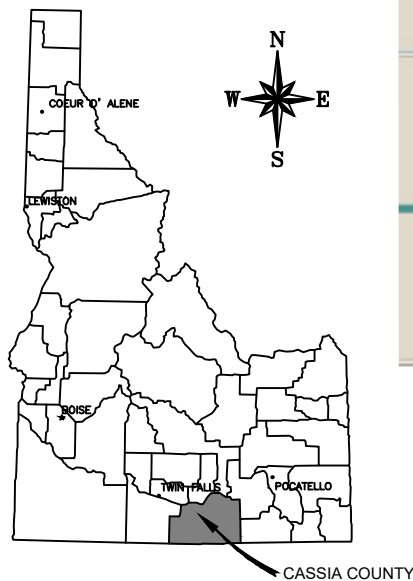 N
W E
S
COEUR D' ALENE
LEWISTON
BOISE
TWIN FALLS
POCATELLO
CASSIA COUNTY